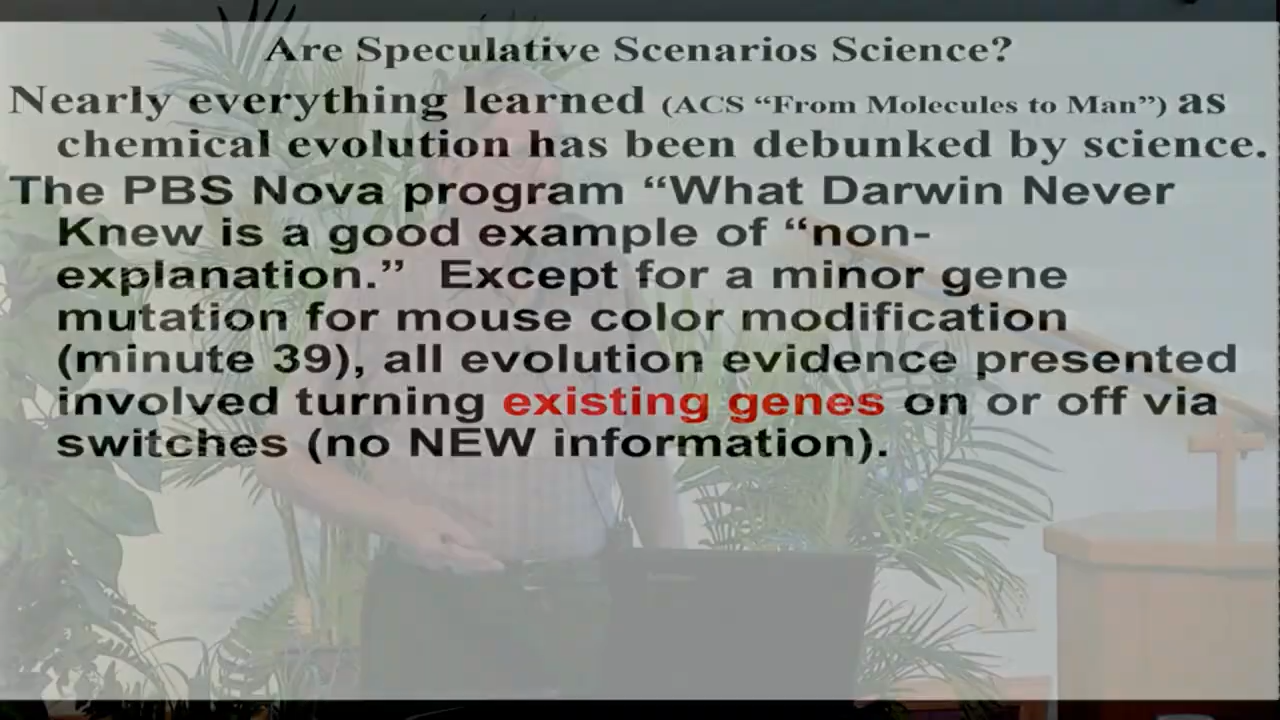 Are Speculative Scenarios Science?
Nearly everything learned (ACS “From Molecules to Man”) as
chemical evolution has been debunked by science.
The PBS Nova program “What Darwin Never
Knew is a good example of “non-
explanation.”  Except for a minor gene
mutation for mouse color modification
(minute 39), all evolution evidence presented
involved turning existing genes on or off via
switches (no NEW information).